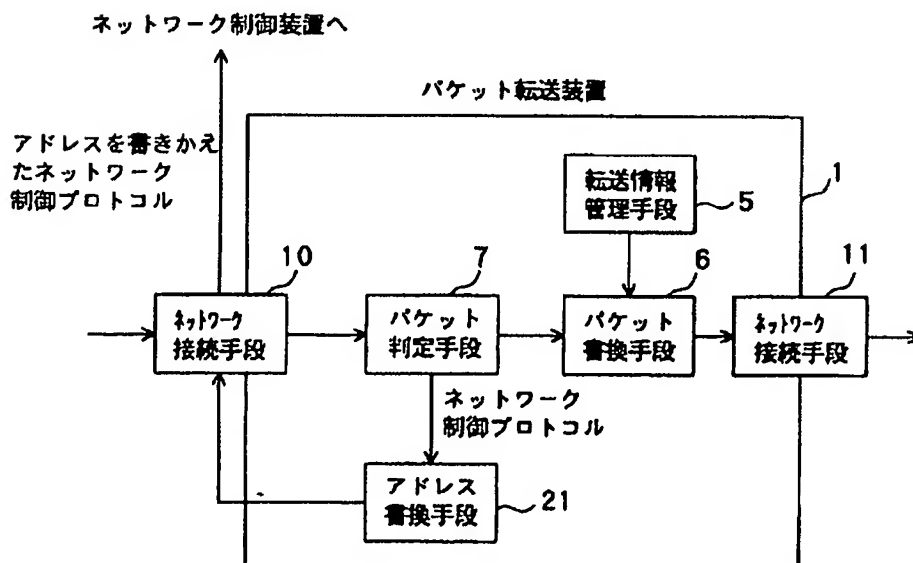 ネットワーク制御装置へ
パケット転送装置
アドレスを書きかえ
たネットワーク
制御プロトコル
転送情報
管理手段
5
1
10
7
6
11
ネットワーク
接続手段
パケット
判定手段
パケット
書換手段
ネットワーク
接続手段
ネットワーク
制御プロトコル
アドレス
書換手段
21